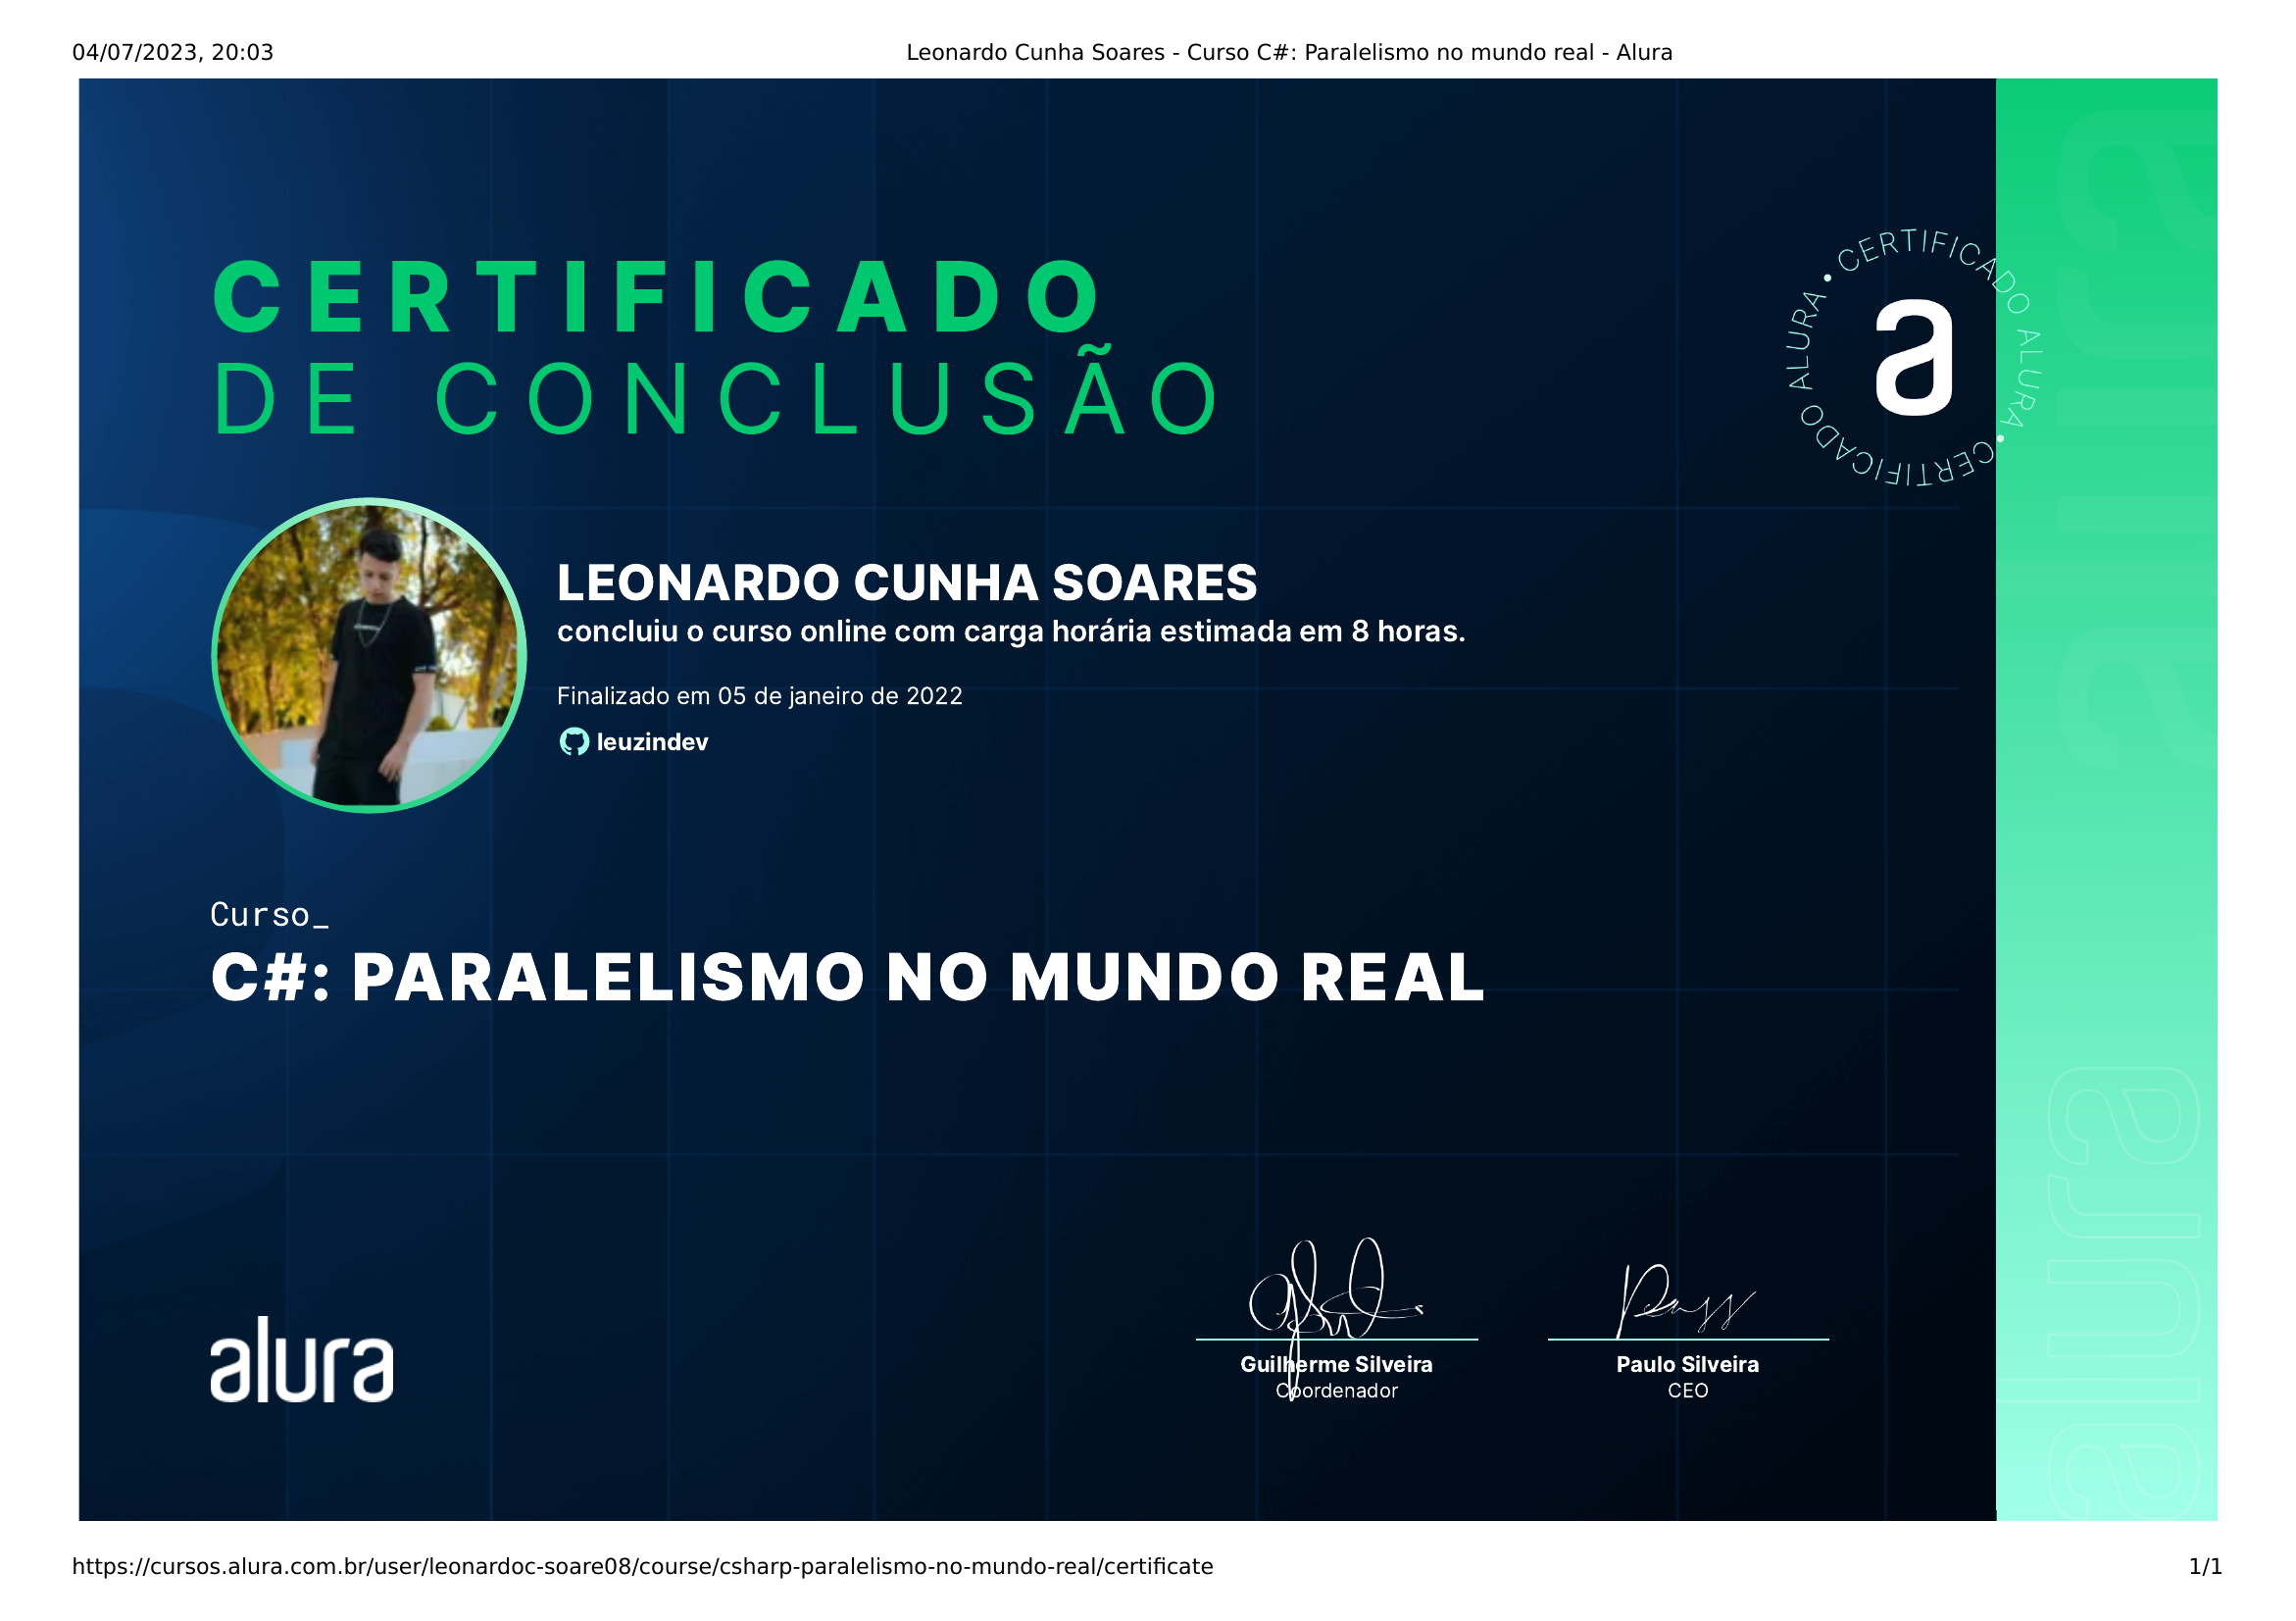 04/07/2023, 20:03
Leonardo Cunha Soares - Curso C#: Paralelismo no mundo real - Alura
CERTIFICADO
DE CONCLUSÃO
CERTIFICADO ALURA • CERTIFICADO ALURA •
a
LEONARDO CUNHA SOARES
concluiu o curso online com carga horária estimada em 8 horas.
Finalizado em 05 de janeiro de 2022
leuzindev
Curso_
C#: PARALELISMO NO MUNDO REAL
alura
Guilherme Silveira
Coordenador
Paulo Silveira
CEO
alura
alura
https://cursos.alura.com.br/user/leonardoc-soare08/course/csharp-paralelismo-no-mundo-real/certificate
1/1